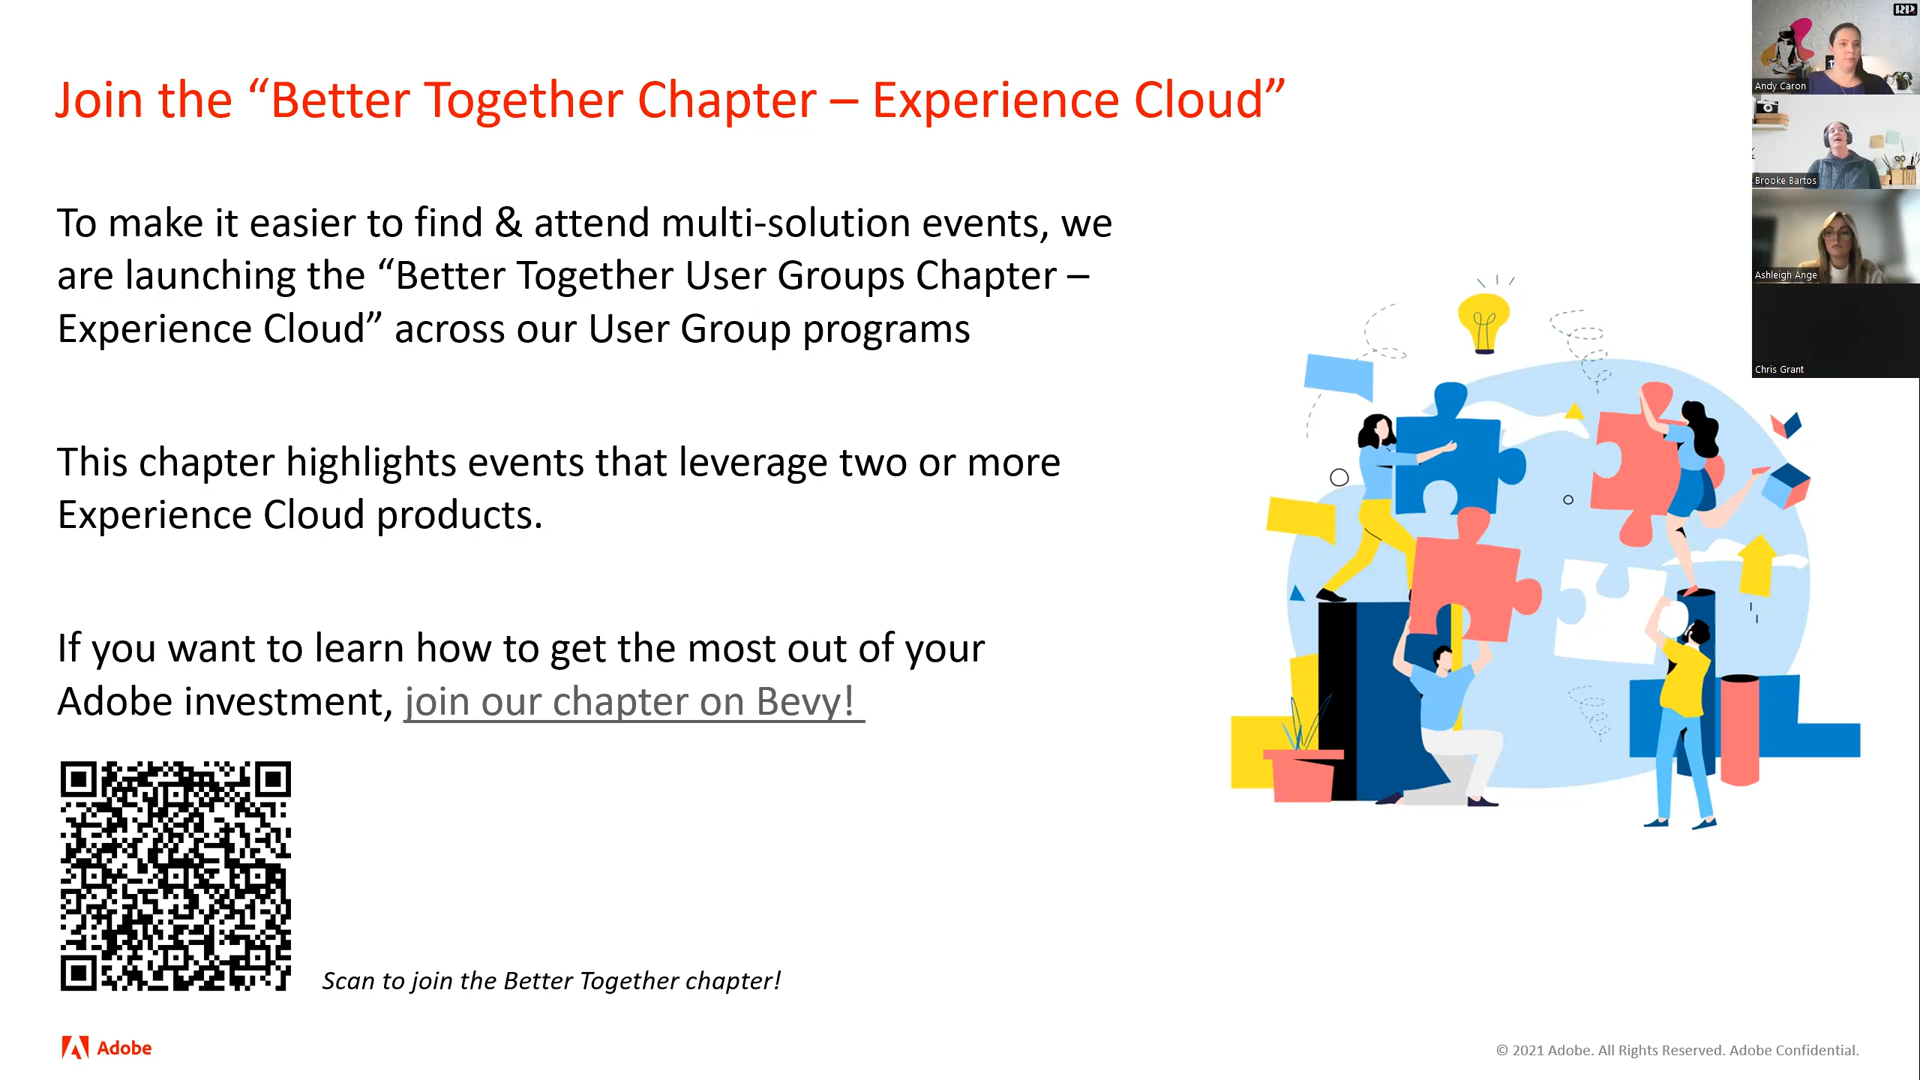 Join the “Better Together Chapter – Experience Cloud”
To make it easier to find & attend multi-solution events, we
are launching the “Better Together User Groups Chapter –
Experience Cloud” across our User Group programs
This chapter highlights events that leverage two or more
Experience Cloud products.
If you want to learn how to get the most out of your
Adobe investment, join our chapter on Bevy!
Scan to join the Better Together chapter!
Adobe
© 2021 Adobe. All Rights Reserved. Adobe Confidential.
RP
Andy Caron
Brooke Bartos
Ashleigh Ange
Chris Grant